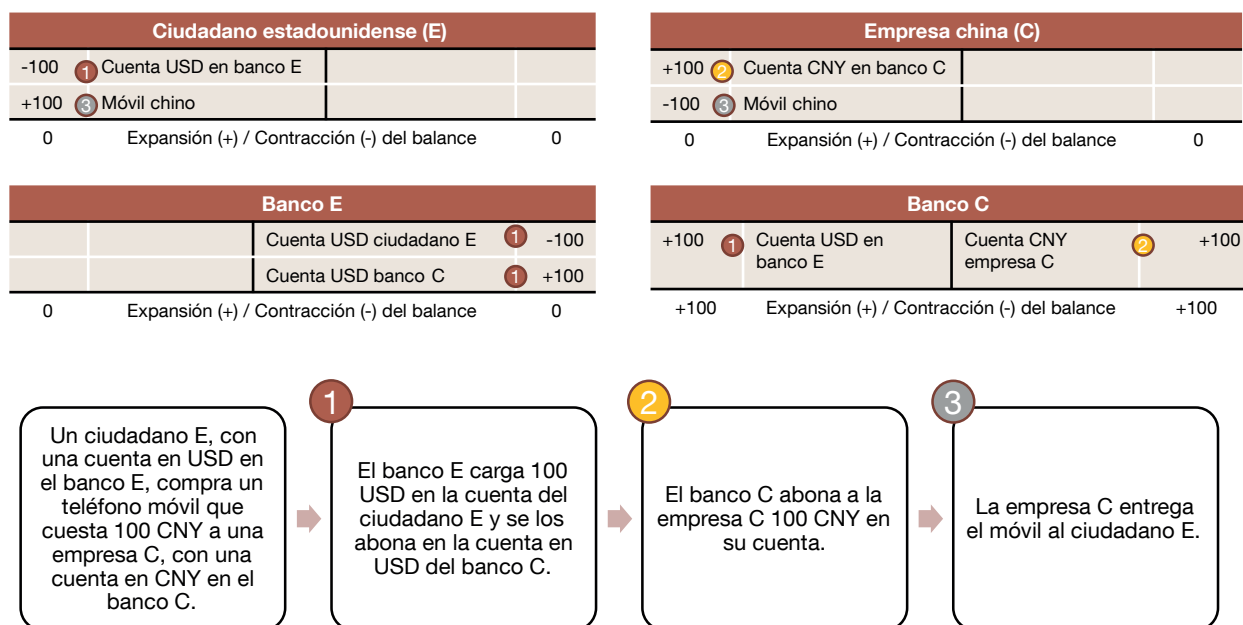 Ciudadano estadounidense (E)
-100 1 Cuenta USD en banco E
+100 3 Móvil chino
0 Expansión (+) / Contracción (-) del balance 0
Empresa china (C)
+100 2 Cuenta CNY en banco C
-100 3 Móvil chino
0 Expansión (+) / Contracción (-) del balance 0
Banco E
Cuenta USD ciudadano E 1 -100
Cuenta USD banco C 1 +100
0 Expansión (+) / Contracción (-) del balance 0
Banco C
+100 1 Cuenta USD en Cuenta CNY 2 +100
banco E empresa C
+100 Expansión (+) / Contracción (-) del balance +100
Un ciudadano E, con
una cuenta en USD en
el banco E, compra un
teléfono móvil que
cuesta 100 CNY a una
empresa C, con una
cuenta en CNY en el
banco C.
1
El banco E carga 100
USD en la cuenta del
ciudadano E y se los
abona en la cuenta en
USD del banco C.
2
El banco C abona a la
empresa C 100 CNY en
su cuenta.
3
La empresa C entrega
el móvil al ciudadano E.